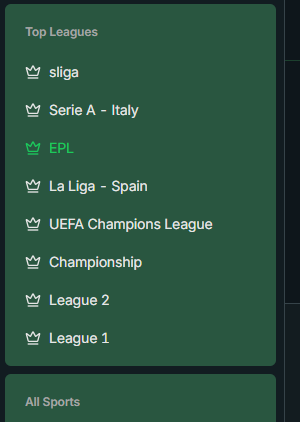 Top Leagues
sliga
Serie A - Italy
EPL
La Liga - Spain
UEFA Champions League
Championship
League 2
League 1
All Sports